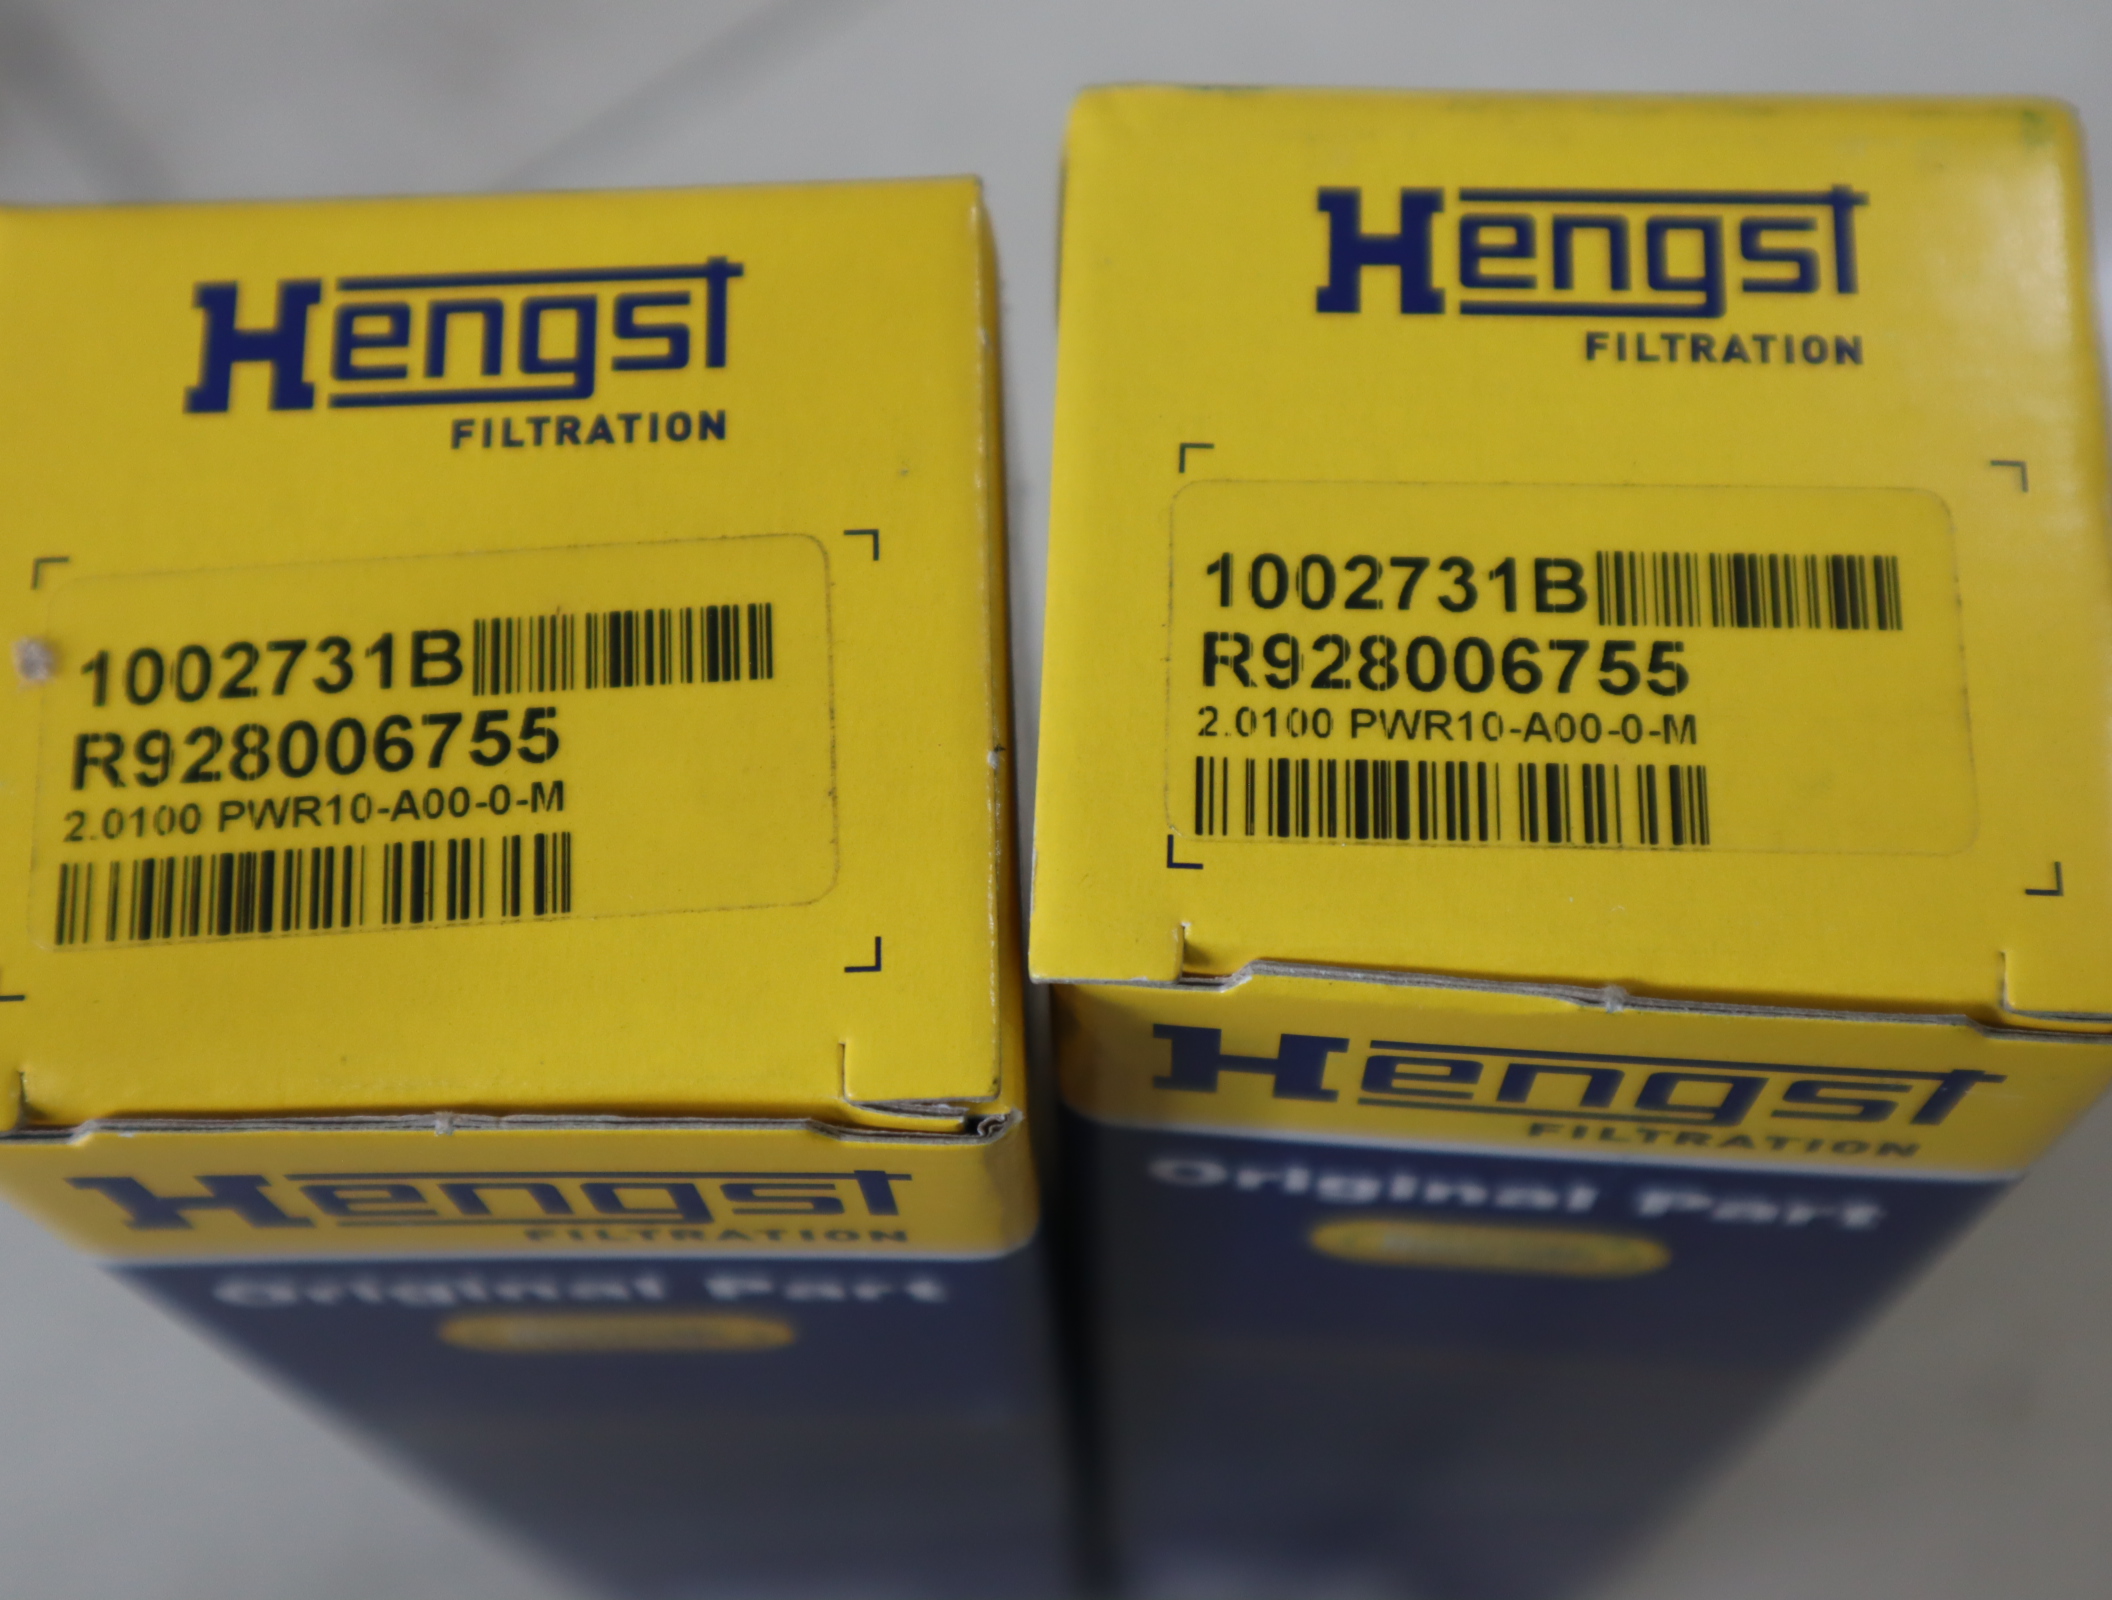 Hengst
FILTRATION
1002731B
R928006755
2.0100 PWR10-A00-0-M
Hengst
FILTRATION
Original Part
Hengst
FILTRATION
1002731B
R928006755
2.0100 PWR10-A00-0-M
Hengst
FILTRATION
Original Part